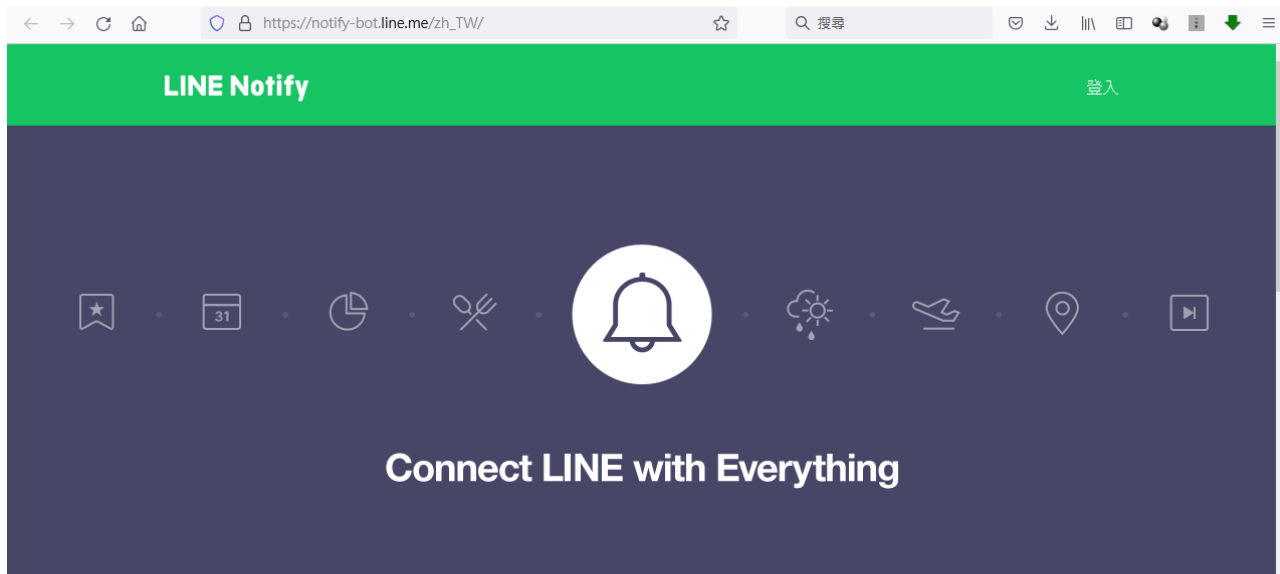 https://notify-bot.line.me/zh_TW/
搜尋
LINE Notify
登入
31
Connect LINE with Everything